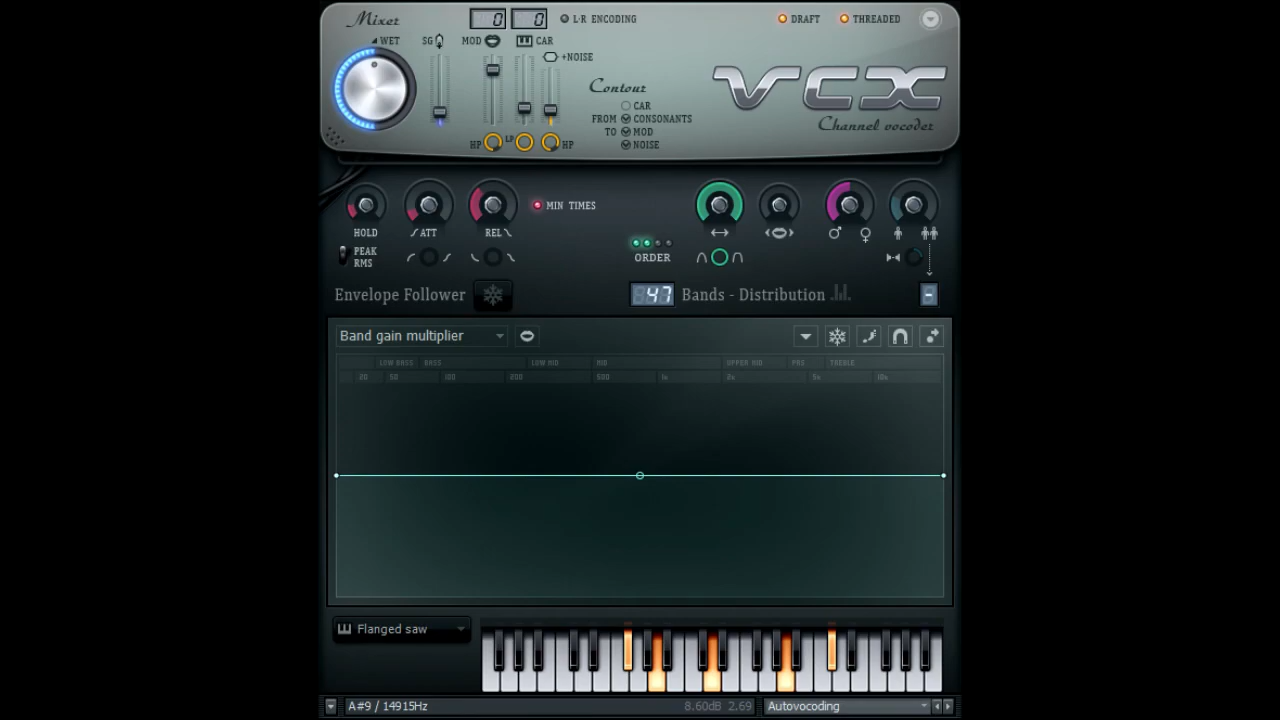 Mixer
0 0 L-R ENCODING DRAFT THREADED
WET SG MOD CAR
+NOISE
Contour
CAR
FROM CONSONANTS
TO MOD
NOISE
VCX
Channel vocoder
HP LP HP
HOLD ATT REL MIN TIMES
PEAK
RMS
ORDER
Envelope Follower 47 Bands - Distribution -
Band gain multiplier
LOW BASS BASS LOW MID MID UPPER MID PRS TREBLE
20 50 100 200 500 1k 2k 5k 10k
Flanged saw
A#9 / 14915Hz 8.60dB 2.69 Autovocoding